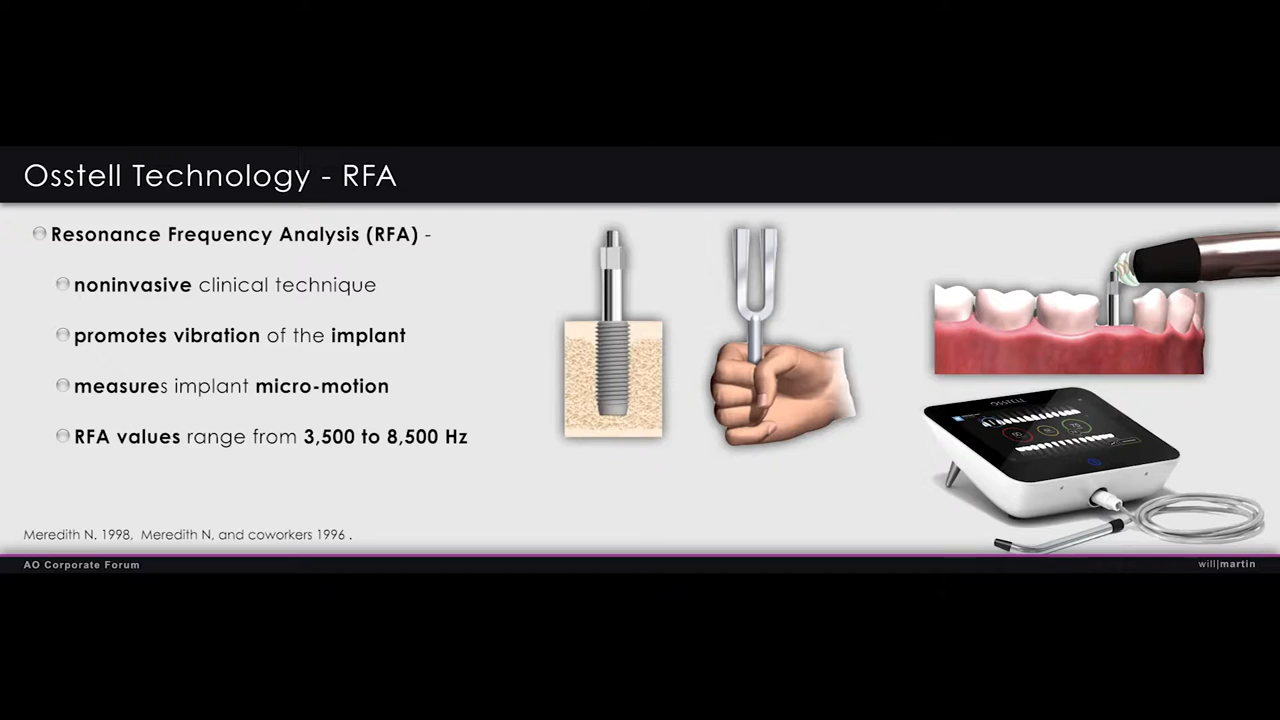 Osstell Technology - RFA
Resonance Frequency Analysis (RFA) -
noninvasive clinical technique
promotes vibration of the implant
measures implant micro-motion
RFA values range from 3,500 to 8,500 Hz
OSSTELL
Meredith N. 1998, Meredith N, and coworkers 1996 .
AO Corporate Forum
will|martin